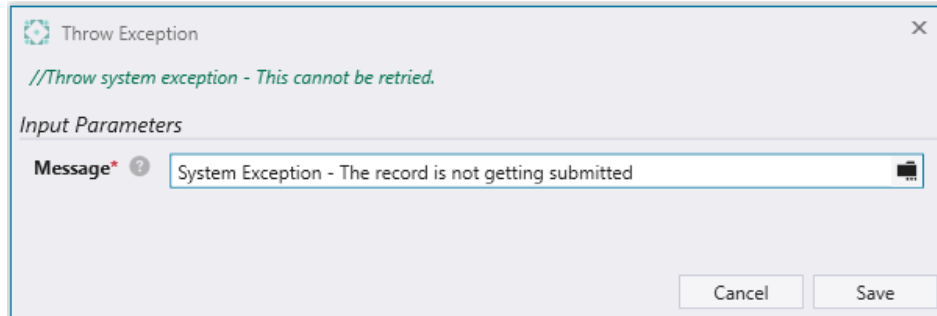 Throw Exception
//Throw system exception - This cannot be retried.
Input Parameters
Message* ?
System Exception - The record is not getting submitted
Cancel Save